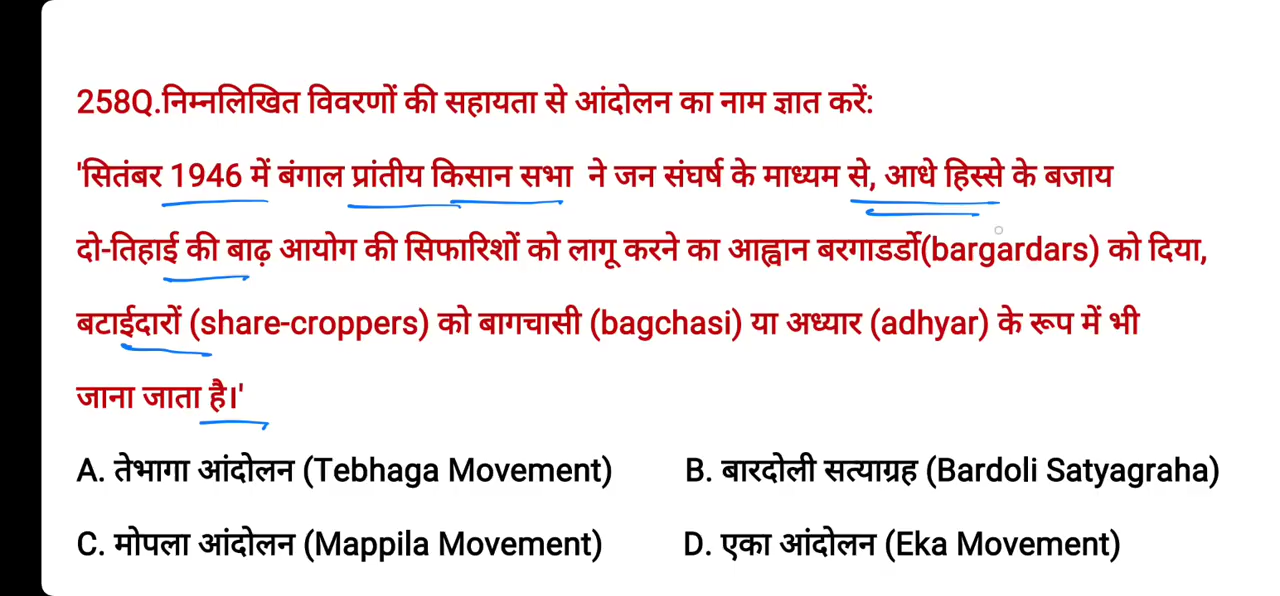 258Q.निम्नलिखित विवरणों की सहायता से आंदोलन का नाम ज्ञात करें:
'सितंबर 1946 में बंगाल प्रांतीय किसान सभा ने जन संघर्ष के माध्यम से, आधे हिस्से के बजाय
दो-तिहाई की बाढ़ आयोग की सिफारिशों को लागू करने का आह्वान बरगाडर्डो(bargardars) को दिया,
बटाईदारों (share-croppers) को बागचासी (bagchasi) या अध्यार (adhyar) के रूप में भी
जाना जाता है।'
A. तेभागा आंदोलन (Tebhaga Movement) B. बारदोली सत्याग्रह (Bardoli Satyagraha)
C. मोपला आंदोलन (Mappila Movement) D. एका आंदोलन (Eka Movement)